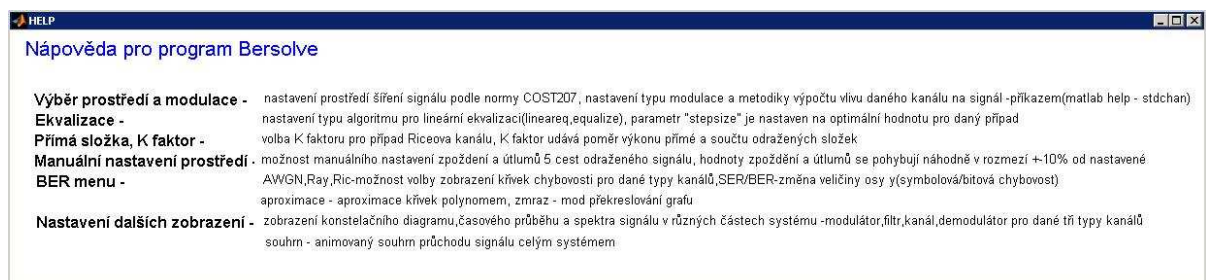 HELP
Nápověda pro program Bersolve
Výběr prostředí a modulace - nastavení prostředí šíření signálu podle normy COST207, nastavení typu modulace a metodiky výpočtu vlivu daného kanálu na signál -příkazem(matlab help - stdchan)
Ekvalizace - nastavení typu algoritmu pro lineární ekvalizaci(lineareq,equalize), parametr "stepsize" je nastaven na optimální hodnotu pro daný případ
Přímá složka, K faktor - volba K faktoru pro případ Riceova kanálu, K faktor udává poměr výkonu přímé a součtu odražených složek
Manuální nastavení prostředí - možnost manuálního nastavení zpoždění a útlumů 5 cest odraženého signálu, hodnoty zpoždění a útlumů se pohybují náhodně v rozmezí +-10% od nastavené
BER menu - AWGN,Ray,Ric-možnost volby zobrazení křivek chybovosti pro dané typy kanálů,SER/BER-změna veličiny osy y(symbolová/bitová chybovost)
aproximace - aproximace křivek polynomem, zmraz - mod překreslování grafu
Nastavení dalších zobrazení - zobrazení konstelačního diagramu,časového průběhu a spektra signálu v různých částech systému -modulátor,filtr,kanál,demodulátor pro dané tři typy kanálů
souhrn - animovaný souhrn průchodu signálu celým systémem